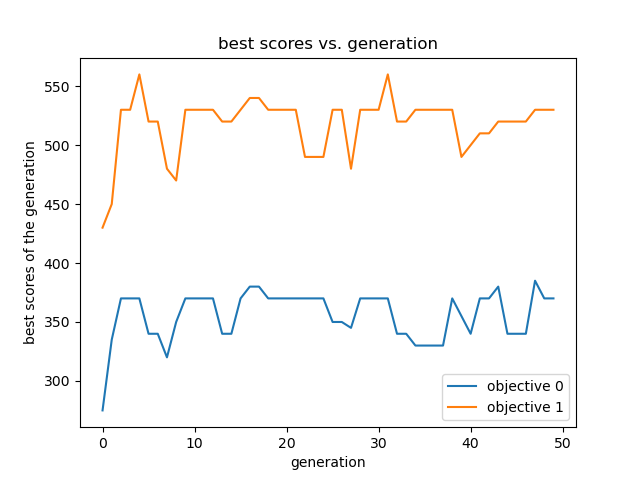 best scores vs. generation
best scores of the generation
550
500
450
400
350
300
0 10 20 30 40 50
generation
objective 0
objective 1